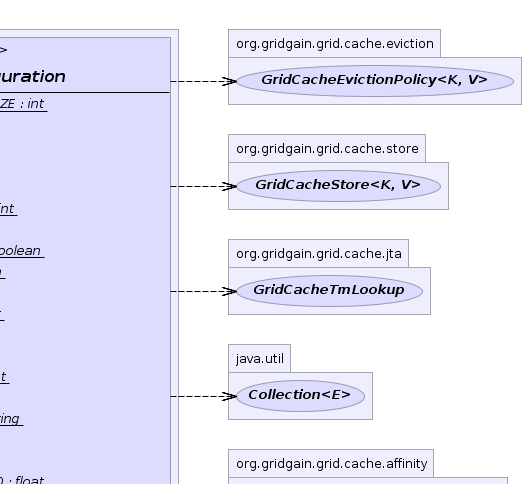 >
uration
ZE : int
int
oolean
t
ring
O : float
org.gridgain.grid.cache.eviction
GridCacheEvictionPolicy<K, V>
org.gridgain.grid.cache.store
GridCacheStore<K, V>
org.gridgain.grid.cache.jta
GridCacheTmLookup
java.util
Collection<E>
org.gridgain.grid.cache.affinity